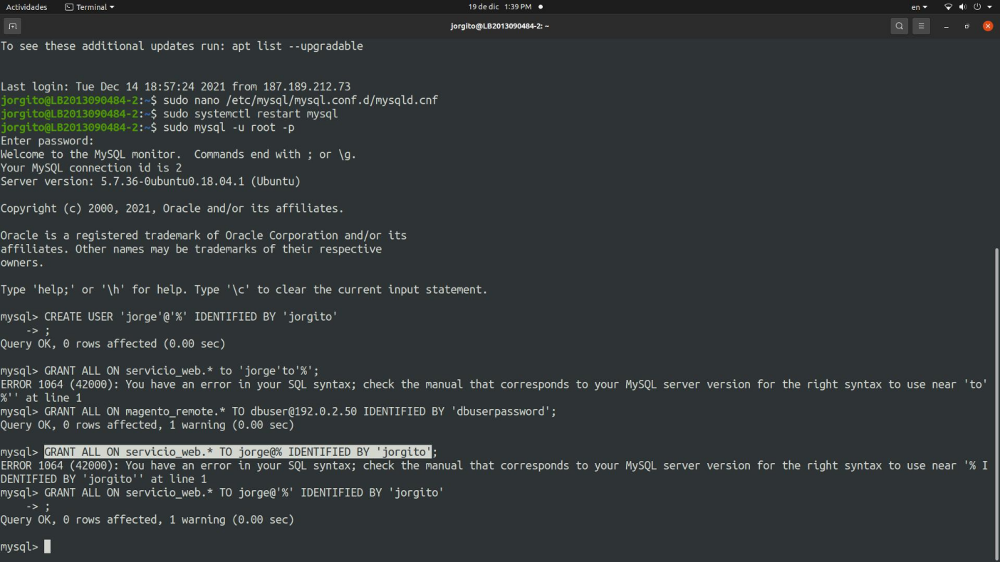 Actividades Terminal 19 de dic 1:39 PM en
jorgito@LB2013090484-2: ~
To see these additional updates run: apt list --upgradable
Last login: Tue Dec 14 18:57:24 2021 from 187.189.212.73
jorgito@LB2013090484-2:~$ sudo nano /etc/mysql/mysql.conf.d/mysqld.cnf
jorgito@LB2013090484-2:~$ sudo systemctl restart mysql
jorgito@LB2013090484-2:~$ sudo mysql -u root -p
Enter password:
Welcome to the MySQL monitor.  Commands end with ; or \g.
Your MySQL connection id is 2
Server version: 5.7.36-0ubuntu0.18.04.1 (Ubuntu)
Copyright (c) 2000, 2021, Oracle and/or its affiliates.
Oracle is a registered trademark of Oracle Corporation and/or its
affiliates. Other names may be trademarks of their respective
owners.
Type 'help;' or '\h' for help. Type '\c' to clear the current input statement.
mysql> CREATE USER 'jorge'@'%' IDENTIFIED BY 'jorgito'
    -> ;
Query OK, 0 rows affected (0.00 sec)
mysql> GRANT ALL ON servicio_web.* to 'jorge'to'%';
ERROR 1064 (42000): You have an error in your SQL syntax; check the manual that corresponds to your MySQL server version for the right syntax to use near 'to'
%'' at line 1
mysql> GRANT ALL ON magento_remote.* TO dbuser@192.0.2.50 IDENTIFIED BY 'dbuserpassword';
Query OK, 0 rows affected, 1 warning (0.00 sec)
mysql> GRANT ALL ON servicio_web.* TO jorge@% IDENTIFIED BY 'jorgito';
ERROR 1064 (42000): You have an error in your SQL syntax; check the manual that corresponds to your MySQL server version for the right syntax to use near '% I
DENTIFIED BY 'jorgito'' at line 1
mysql> GRANT ALL ON servicio_web.* TO jorge@'%' IDENTIFIED BY 'jorgito'
    -> ;
Query OK, 0 rows affected, 1 warning (0.00 sec)
mysql>